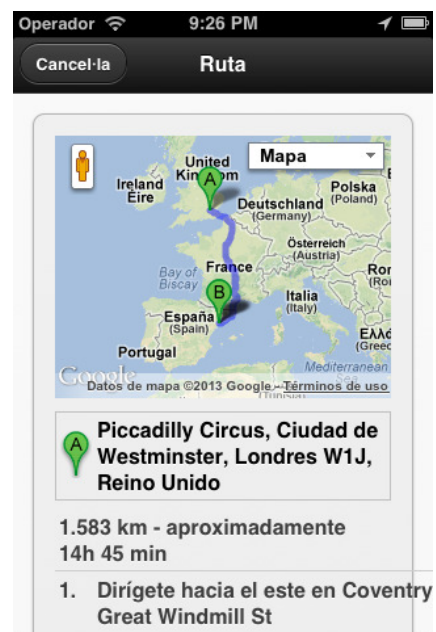 Operador 9:26 PM
Cancel·la Ruta
Mapa
United
Kingdom
A
Ireland
Éire
Polska
(Poland)
Deutschland
(Germany)
Österreich
(Austria)
Bay of
Biscay
France
B
Italia
(Italy)
España
(Spain)
Portugal
Mediterranean
Sea
Google
Datos de mapa ©2013 Google - Términos de uso
A
Piccadilly Circus, Ciudad de
Westminster, Londres W1J,
Reino Unido
1.583 km - aproximadamente
14h 45 min
1. Dirígete hacia el este en Coventry
Great Windmill St